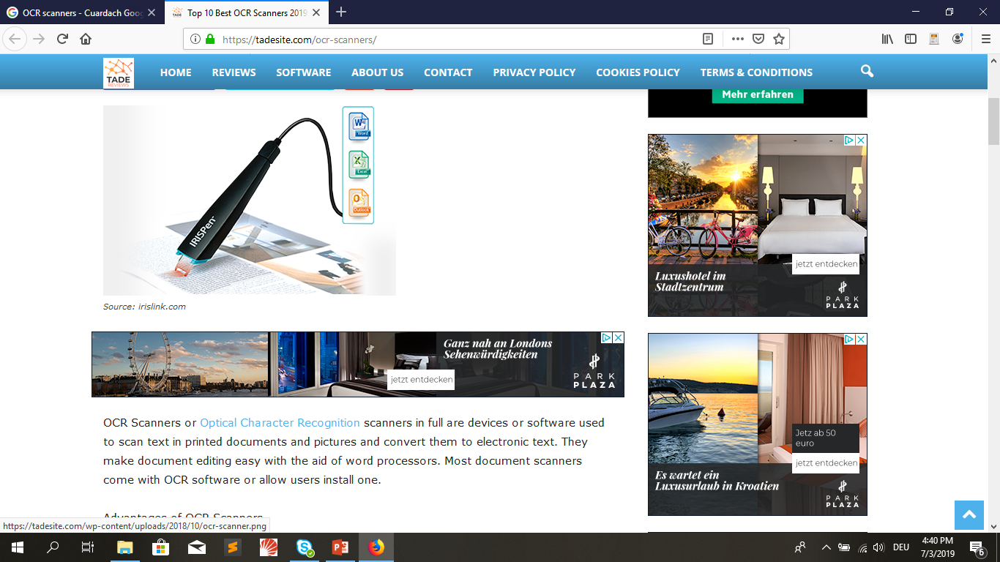 OCR scanners - Cuardach Goo
Top 10 Best OCR Scanners 2019
https://tadesite.com/ocr-scanners/
TADE
REVIEWS
HOME
REVIEWS
SOFTWARE
ABOUT US
CONTACT
PRIVACY POLICY
COOKIES POLICY
TERMS & CONDITIONS
Mehr erfahren
Word
Excel
Outlook
IRISPen™
Source: irislink.com
jetzt entdecken
Luxushotel im
Stadtzentrum
PARK
PLAZA
Ganz nah an Londons
Sehenwürdigkeiten
jetzt entdecken
PARK
PLAZA
OCR Scanners or Optical Character Recognition scanners in full are devices or software used
to scan text in printed documents and pictures and convert them to electronic text. They
make document editing easy with the aid of word processors. Most document scanners
come with OCR software or allow users install one.
Advantages of OCR Scanners
Jetz ab 50
euro
jetzt entdecken
Es wartet ein
Luxusurlaub in Kroatien
PARK
PLAZA
https://tadesite.com/wp-content/uploads/2018/10/ocr-scanner.png
DEU
4:40 PM
7/3/2019
6